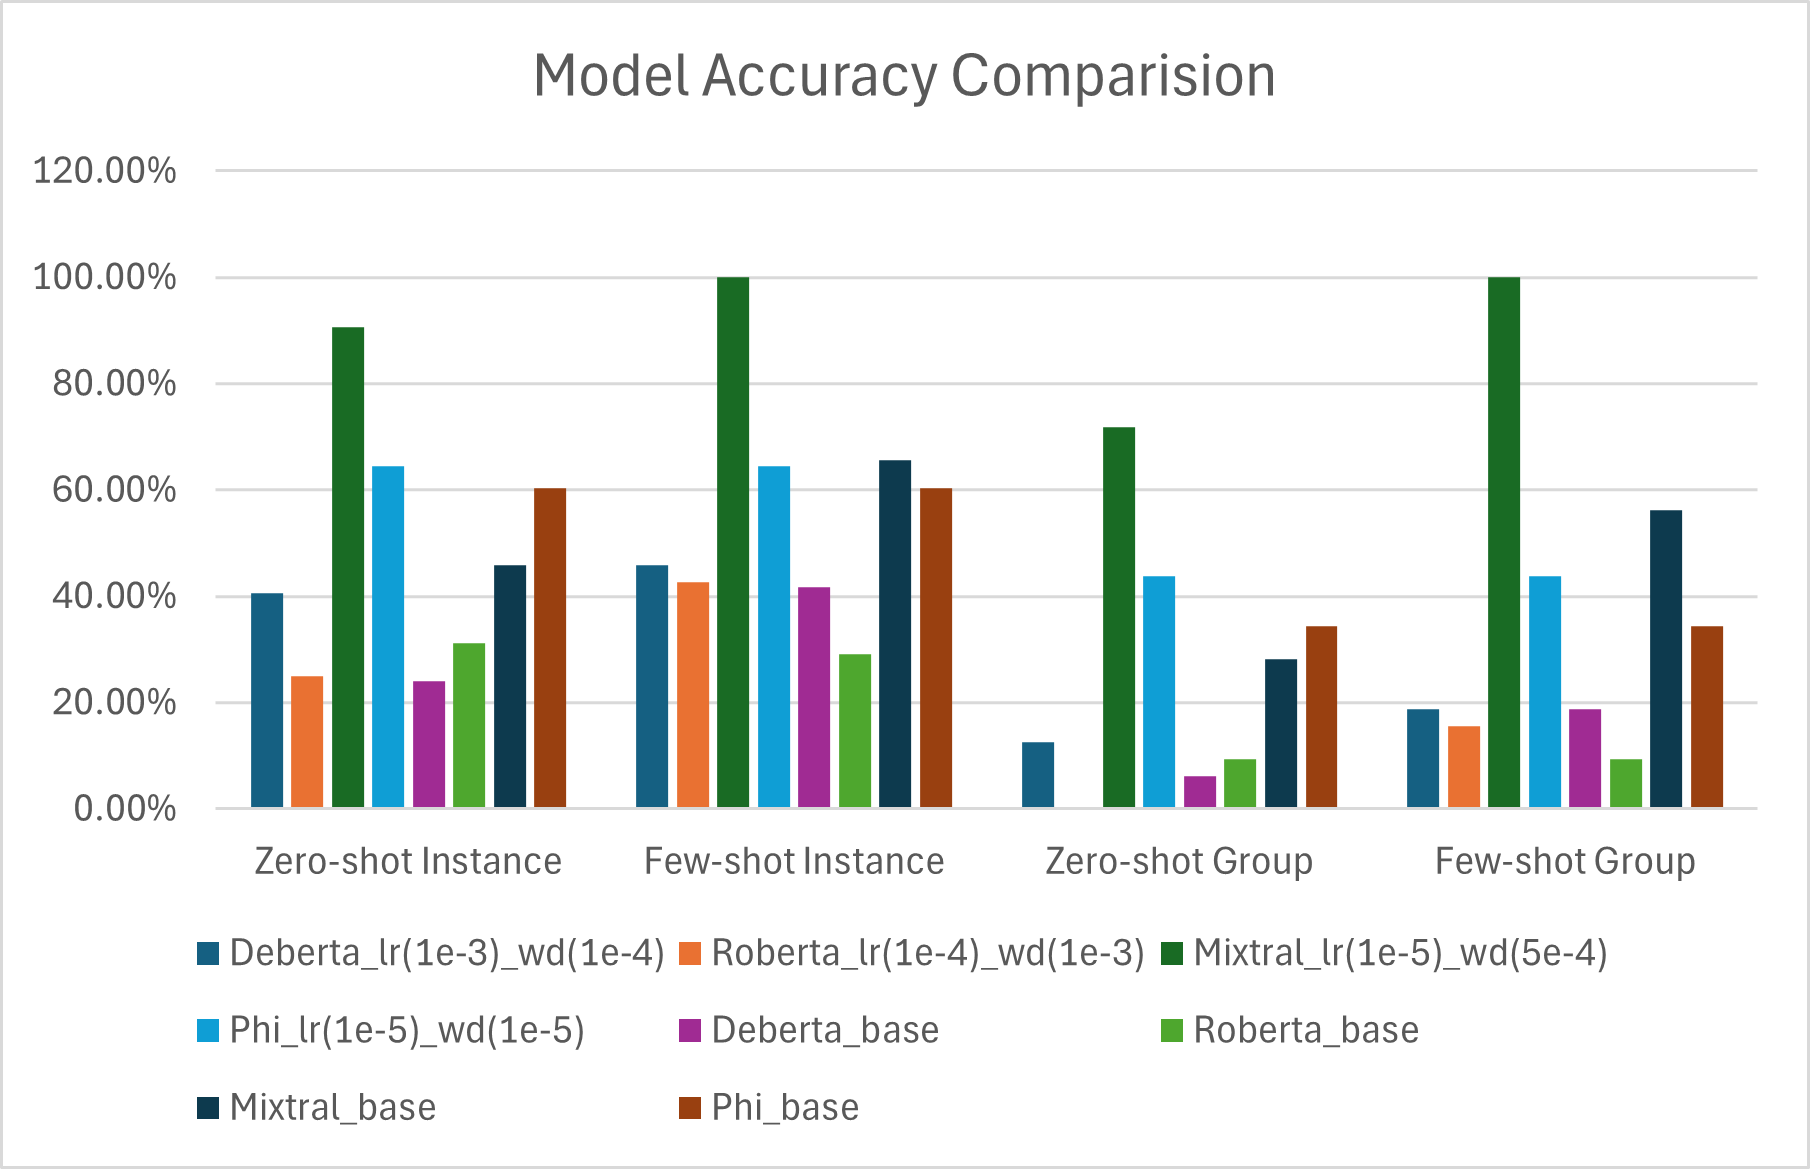 Model Accuracy Comparision
120.00%
100.00%
80.00%
60.00%
40.00%
20.00%
0.00%
Zero-shot Instance Few-shot Instance Zero-shot Group Few-shot Group
Deberta_lr(1e-3)_wd(1e-4) Roberta_lr(1e-4)_wd(1e-3) Mixtral_lr(1e-5)_wd(5e-4)
Phi_lr(1e-5)_wd(1e-5) Deberta_base Roberta_base
Mixtral_base Phi_base